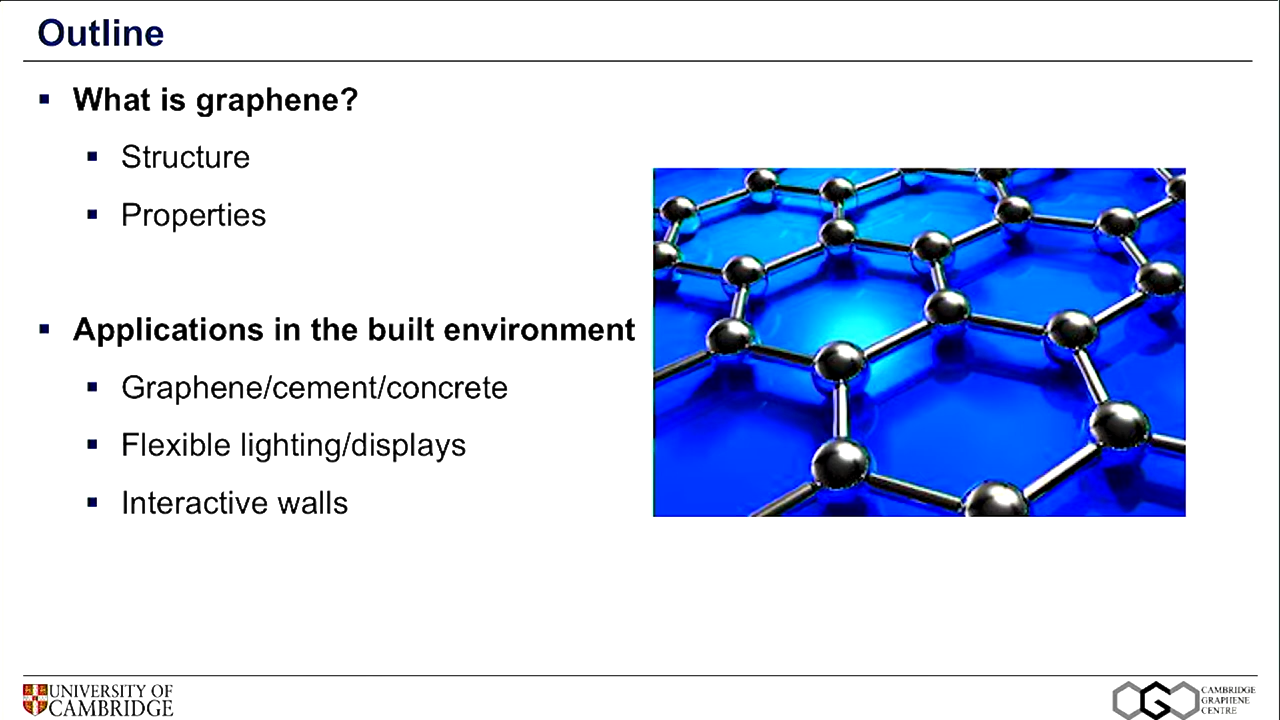 Outline
What is graphene?
Structure
Properties
Applications in the built environment
Graphene/cement/concrete
Flexible lighting/displays
Interactive walls
UNIVERSITY OF
CAMBRIDGE
CAMBRIDGE
GRAPHENE
CENTRE